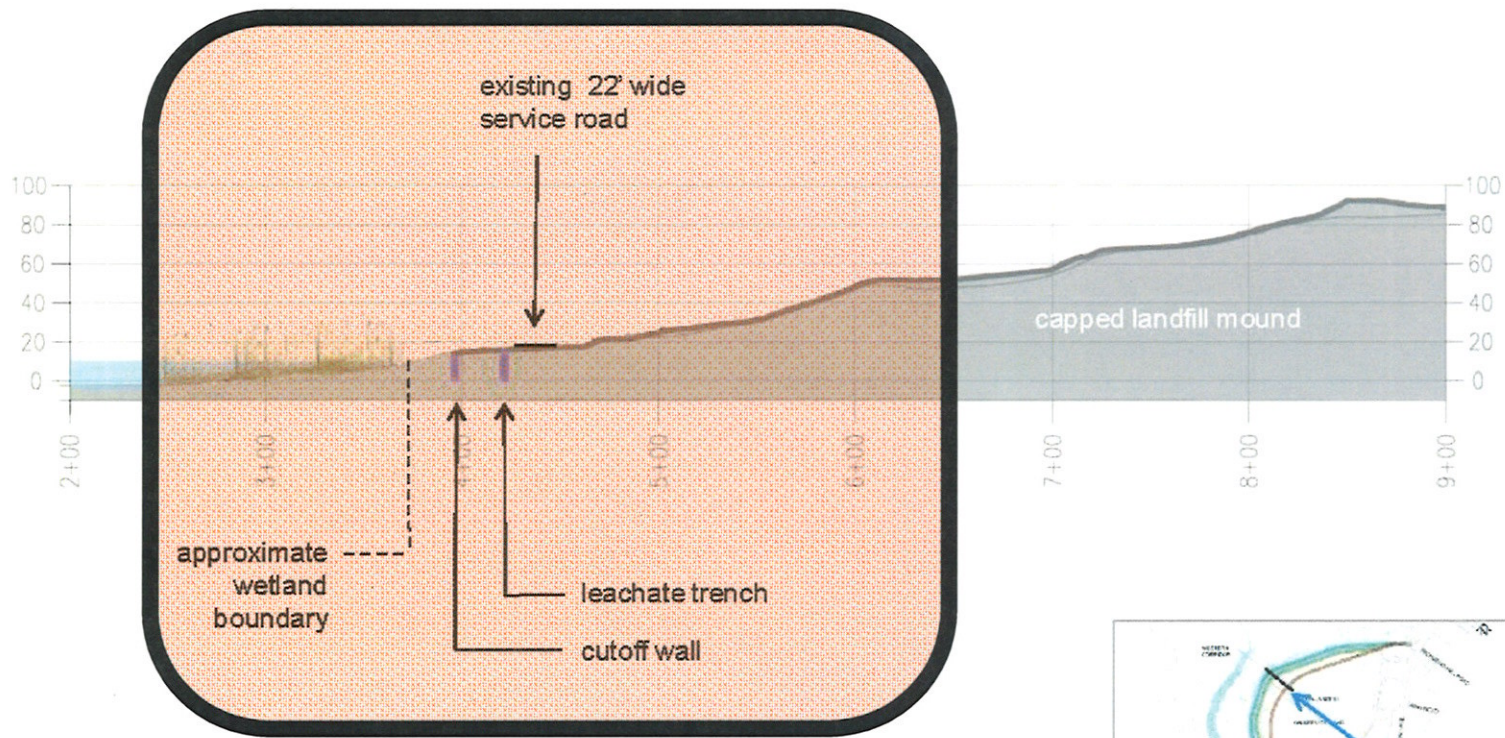 existing 22' wide
service road
100
80
60
40
20
0
100
80
60
40
20
0
capped landfill mound
2+00
3+00
4+00
5+00
6+00
7+00
8+00
9+00
approximate
wetland
boundary
leachate trench
cutoff wall